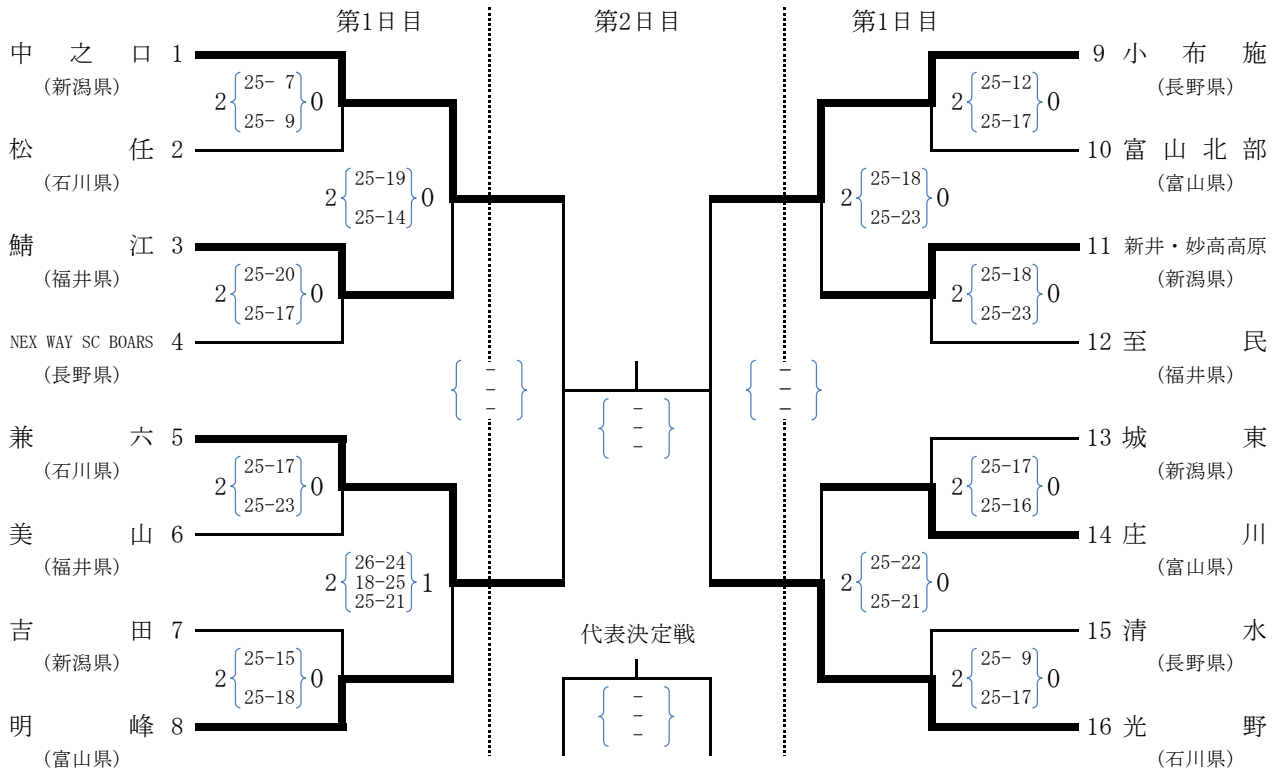 第1日目 第2日目 第1日目
中之口 1
(新潟県)
2 25- 7 0
25- 9
松任 2
(石川県)
2 25-19 0
25-14
鯖江 3
(福井県)
2 25-20 0
25-17
NEX WAY SC BOARS 4
(長野県)
兼六 5
(石川県)
2 25-17 0
25-23
美山 6
(福井県)
2 26-24 1
18-25
25-21
吉田 7
(新潟県)
2 25-15 0
25-18
明峰 8
(富山県)
-
-
-
-
-
-
代表決定戦
-
-
-
-
-
-
9 小布施
(長野県)
2 25-12 0
25-17
10 富山北部
(富山県)
2 25-18 0
25-23
11 新井・妙高高原
(新潟県)
2 25-18 0
25-23
12 至民
(福井県)
13 城東
(新潟県)
2 25-17 0
25-16
14 庄川
(富山県)
2 25-22 0
25-21
15 清水
(長野県)
2 25- 9 0
25-17
16 光野
(石川県)